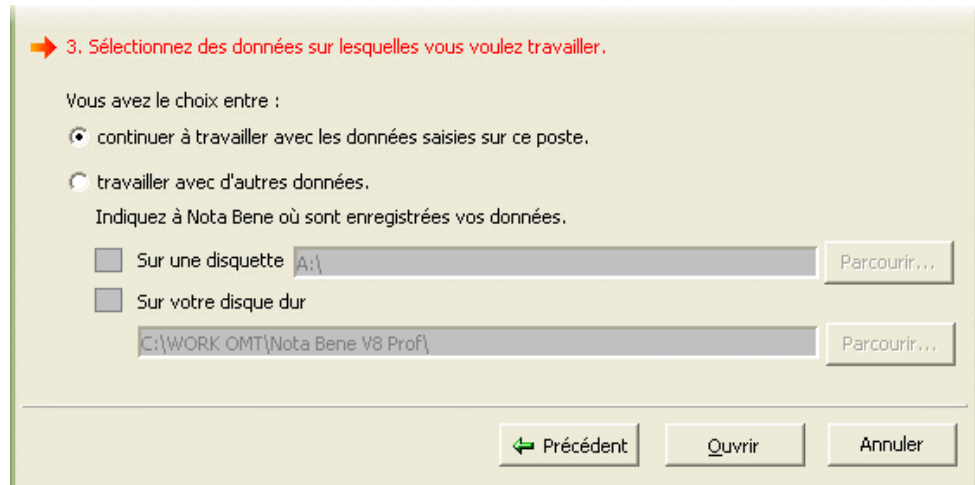 3. Sélectionnez des données sur lesquelles vous voulez travailler.
Vous avez le choix entre :
continuer à travailler avec les données saisies sur ce poste.
travailler avec d'autres données.
Indiquez à Nota Bene où sont enregistrées vos données.
Sur une disquette A:\ Parcourir...
Sur votre disque dur
C:\WORK OMT\Nota Bene V8 Prof\ Parcourir...
Précédent Ouvrir Annuler